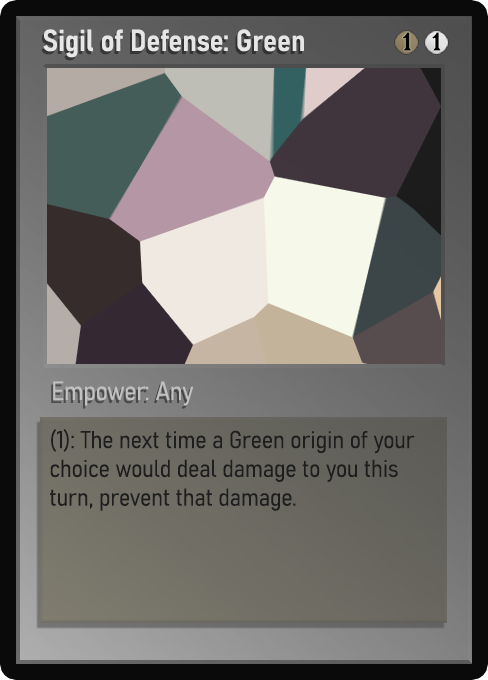 Sigil of Defense: Green 1 1
Empower: Any
(1): The next time a Green origin of your
choice would deal damage to you this
turn, prevent that damage.